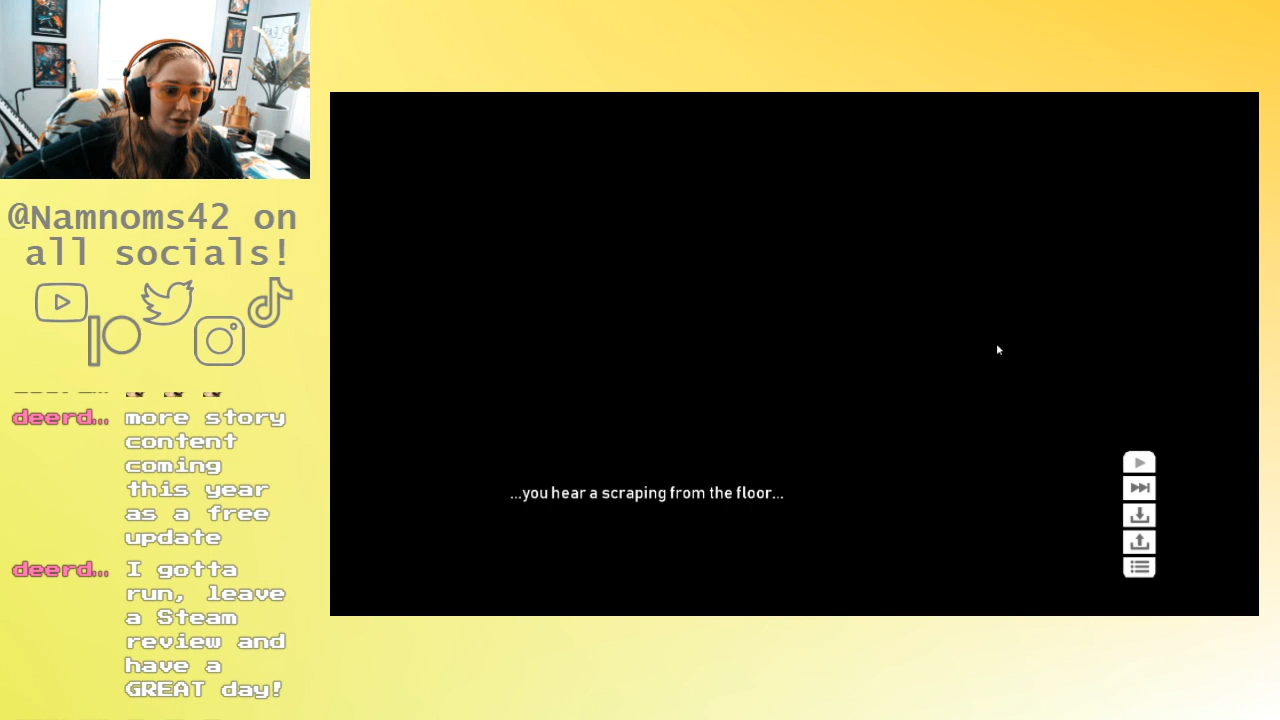 @Namnoms42 on
all socials!
deerd... more story
content
coming
this year
as a free
update
deerd... I gotta
run, leave
a Steam
review and
have a
GREAT day!
...you hear a scraping from the floor...